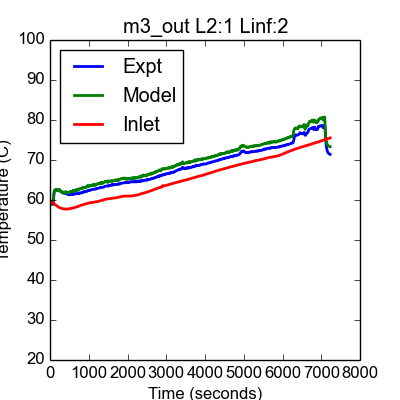 m3_out L2:1 Linf:2
100
90
80
70
60
50
40
30
20
Temperature (C)
Expt
Model
Inlet
0 1000 2000 3000 4000 5000 6000 7000 8000
Time (seconds)